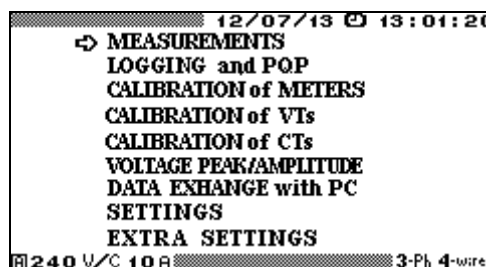 12/07/13 13:01:20
MEASUREMENTS
LOGGING and PQP
CALIBRATION of METERS
CALIBRATION of VTs
CALIBRATION of CTs
VOLTAGE PEAK/AMPLITUDE
DATA EXHANGE with PC
SETTINGS
EXTRA SETTINGS
A 240 V/C 10 A 3-Ph 4-wire